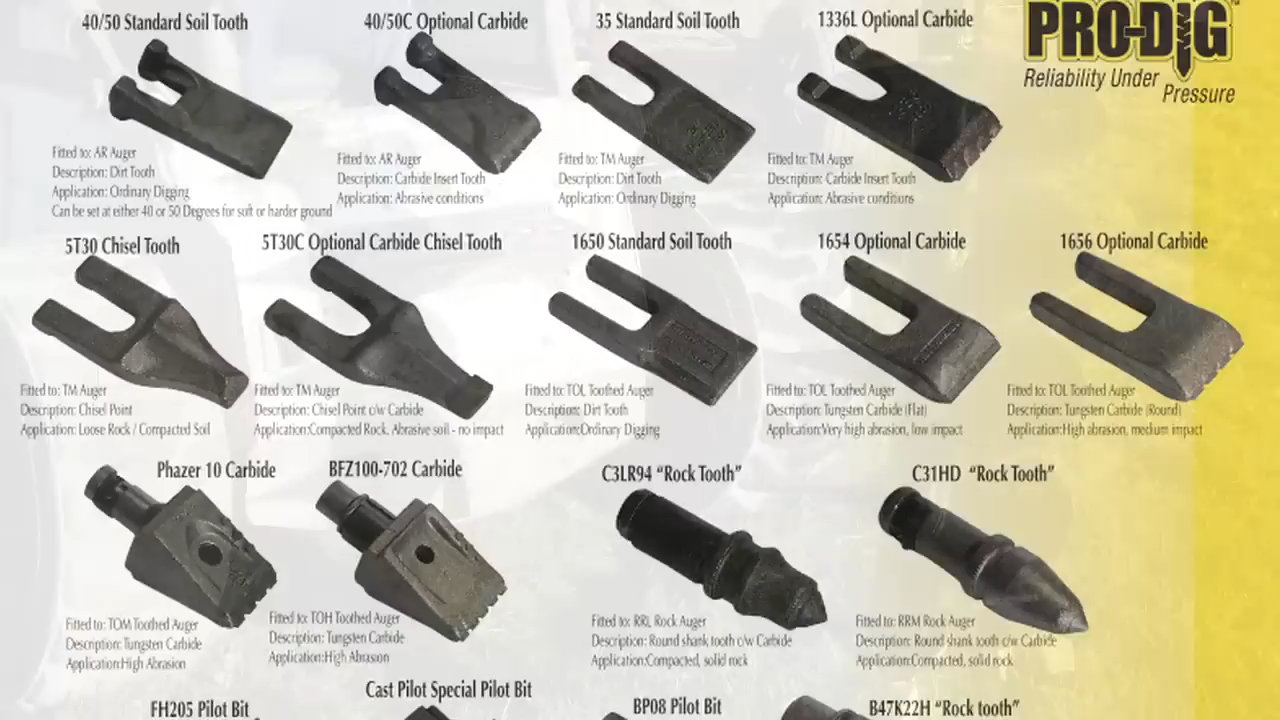 40/50 Standard Soil Tooth
40/50C Optional Carbide
35 Standard Soil Tooth
1336L Optional Carbide
PRO-DIG
Reliability Under
Pressure
Fitted to: AR Auger
Description: Dirt Tooth
Application: Ordinary Digging
Can be set at either 40 or 50 Degrees for soft or harder ground
Fitted to: AR Auger
Description: Carbide Insert Tooth
Application: Abrasive conditions
Fitted to: TM Auger
Description: Dirt Tooth
Application: Ordinary Digging
Fitted to: TM Auger
Description: Carbide Insert Tooth
Application: Abrasive conditions
5T30 Chisel Tooth
5T30C Optional Carbide Chisel Tooth
1650 Standard Soil Tooth
1654 Optional Carbide
1656 Optional Carbide
Fitted to: TM Auger
Description: Chisel Point
Application: Loose Rock / Compacted Soil
Fitted to: TM Auger
Description: Chisel Point c/w Carbide
Application:Compacted Rock. Abrasive soil - no impact
Fitted to: TOL Toothed Auger
Description: Dirt Tooth
Application:Ordinary Digging
Fitted to: TOL Toothed Auger
Description: Tungsten Carbide (Flat)
Application:Very high abrasion, low impact
Fitted to: TOL Toothed Auger
Description: Tungsten Carbide (Round)
Application:High abrasion, medium impact
Phazer 10 Carbide
BFZ100-702 Carbide
C3LR94 “Rock Tooth”
C31HD “Rock Tooth”
Fitted to: TOM Toothed Auger
Description: Tungsten Carbide
Application:High Abrasion
Fitted to: TOH Toothed Auger
Description: Tungsten Carbide
Application:High Abrasion
Fitted to: RRL Rock Auger
Description: Round shank tooth c/w Carbide
Application:Compacted, solid rock
Fitted to: RRM Rock Auger
Description: Round shank tooth c/w Carbide
Application:Compacted, solid rock
FH205 Pilot Bit
Cast Pilot Special Pilot Bit
BP08 Pilot Bit
B47K22H “Rock tooth”